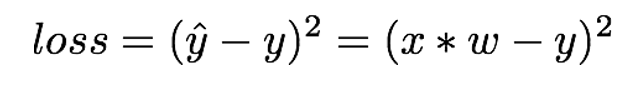 loss = (ŷ − y)² = (x ∗ w − y)²